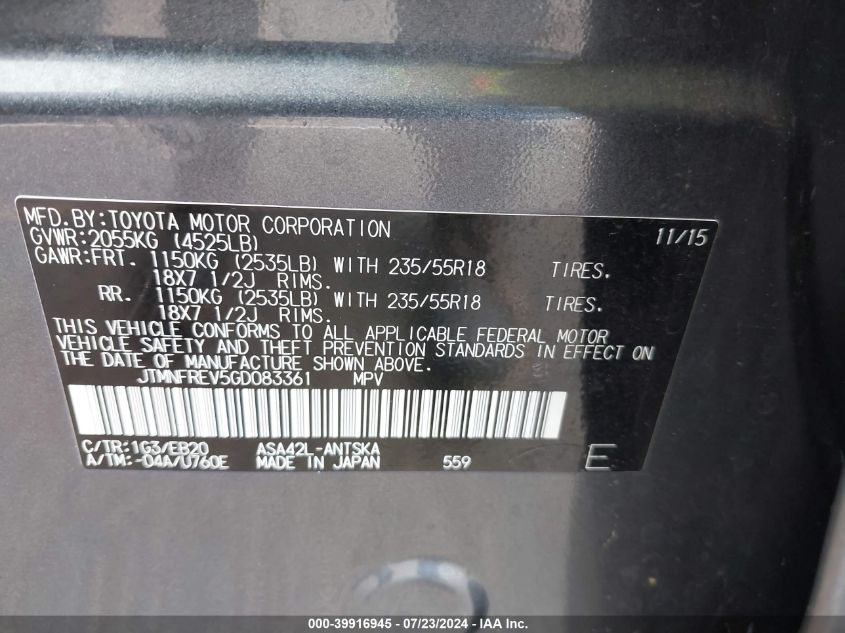 MFD.BY:TOYOTA MOTOR CORPORATION 11/15
GVWR:2055KG (4525LB)
GAWR:FRT. 1150KG (2535LB) WITH 235/55R18 TIRES.
18X7 1/2J RIMS.
RR. 1150KG (2535LB) WITH 235/55R18 TIRES.
18X7 1/2J RIMS.
THIS VEHICLE CONFORMS TO ALL APPLICABLE FEDERAL MOTOR
VEHICLE SAFETY AND THEFT PREVENTION STANDARDS IN EFFECT ON
THE DATE OF MANUFACTURE SHOWN ABOVE.
JTMNFREV5GD083361 MPV
C/TR:1G3/EB20 ASA42L-ANTSKA
A/TM:-04A/U760E MADE IN JAPAN 559 E
000-39916945 - 07/23/2024 - IAA Inc.